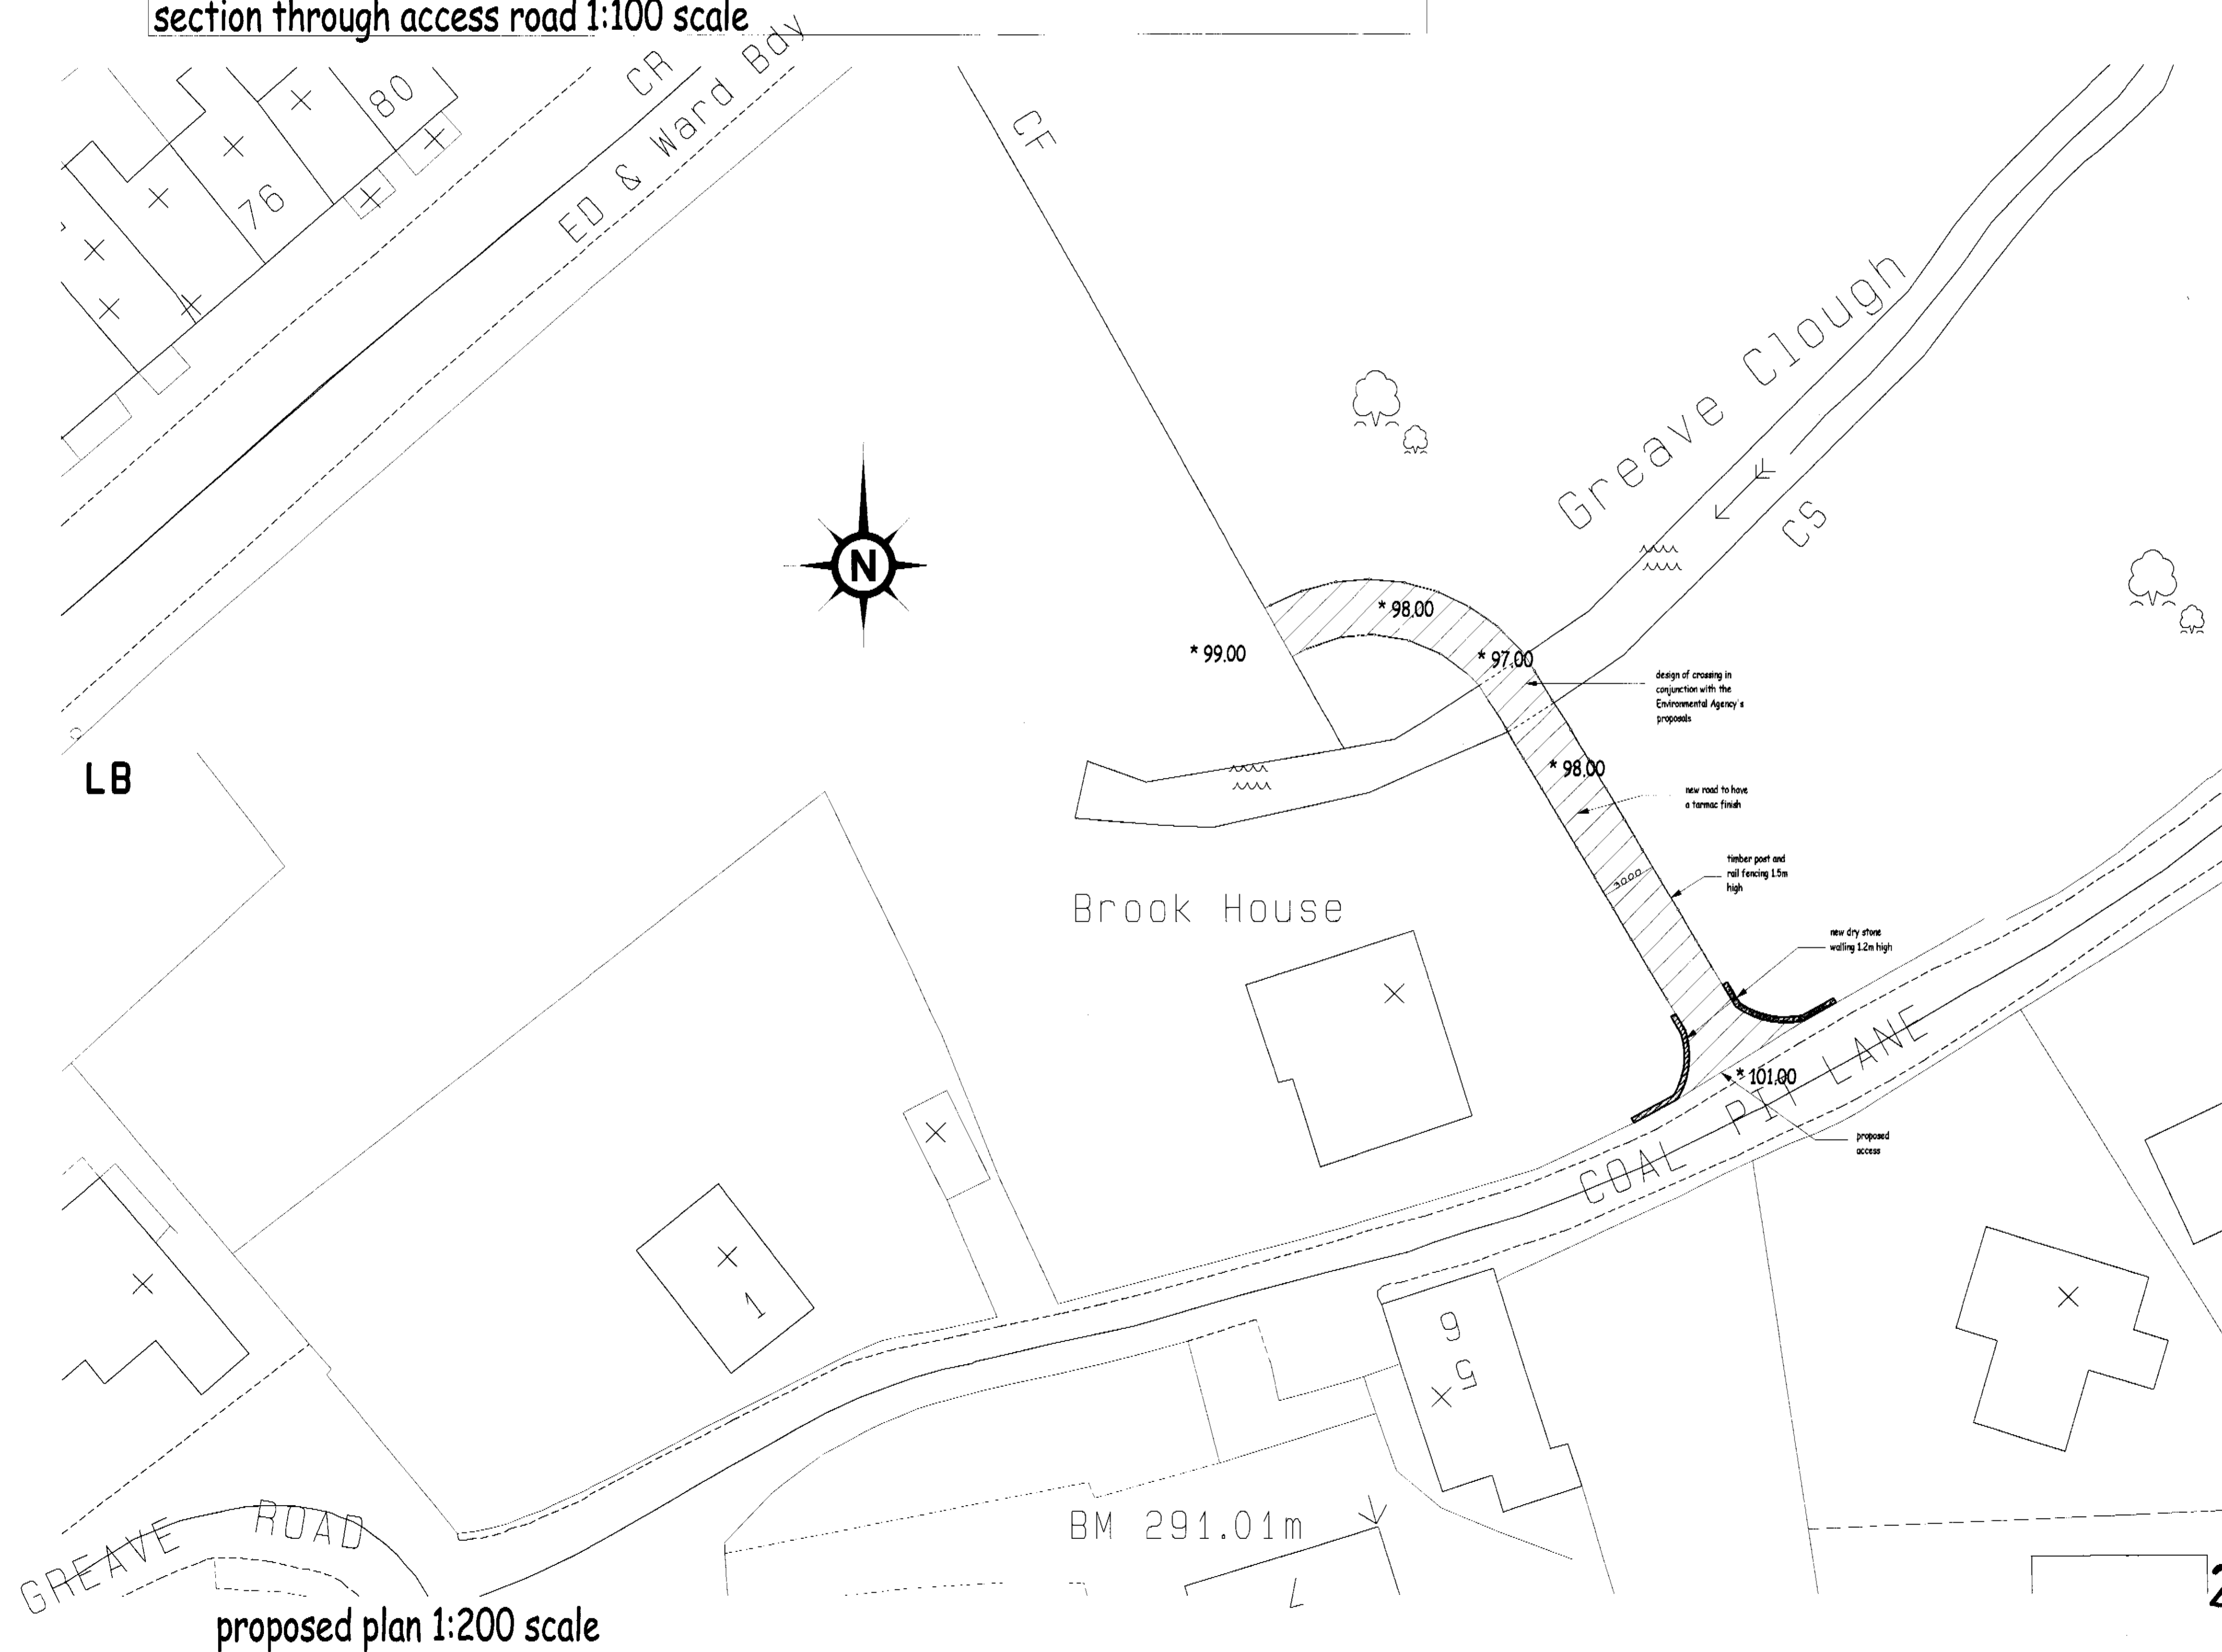 section through access road 1:100 scale
CR
ED & Ward Bdy
CF
80
76
Greave Clough
CS
N
* 98.00
* 99.00
* 97.00
design of crossing in
conjunction with the
Environmental Agency's
proposals
LB
* 98.00
new road to have
a tarmac finish
timber post and
rail fencing 1.5m
high
3000
Brook House
new dry stone
walling 1.2m high
* 101.00
COAL PIT LANE
proposed
access
1
6
5
BM 291.01m
GREAVE ROAD
7
2
proposed plan 1:200 scale